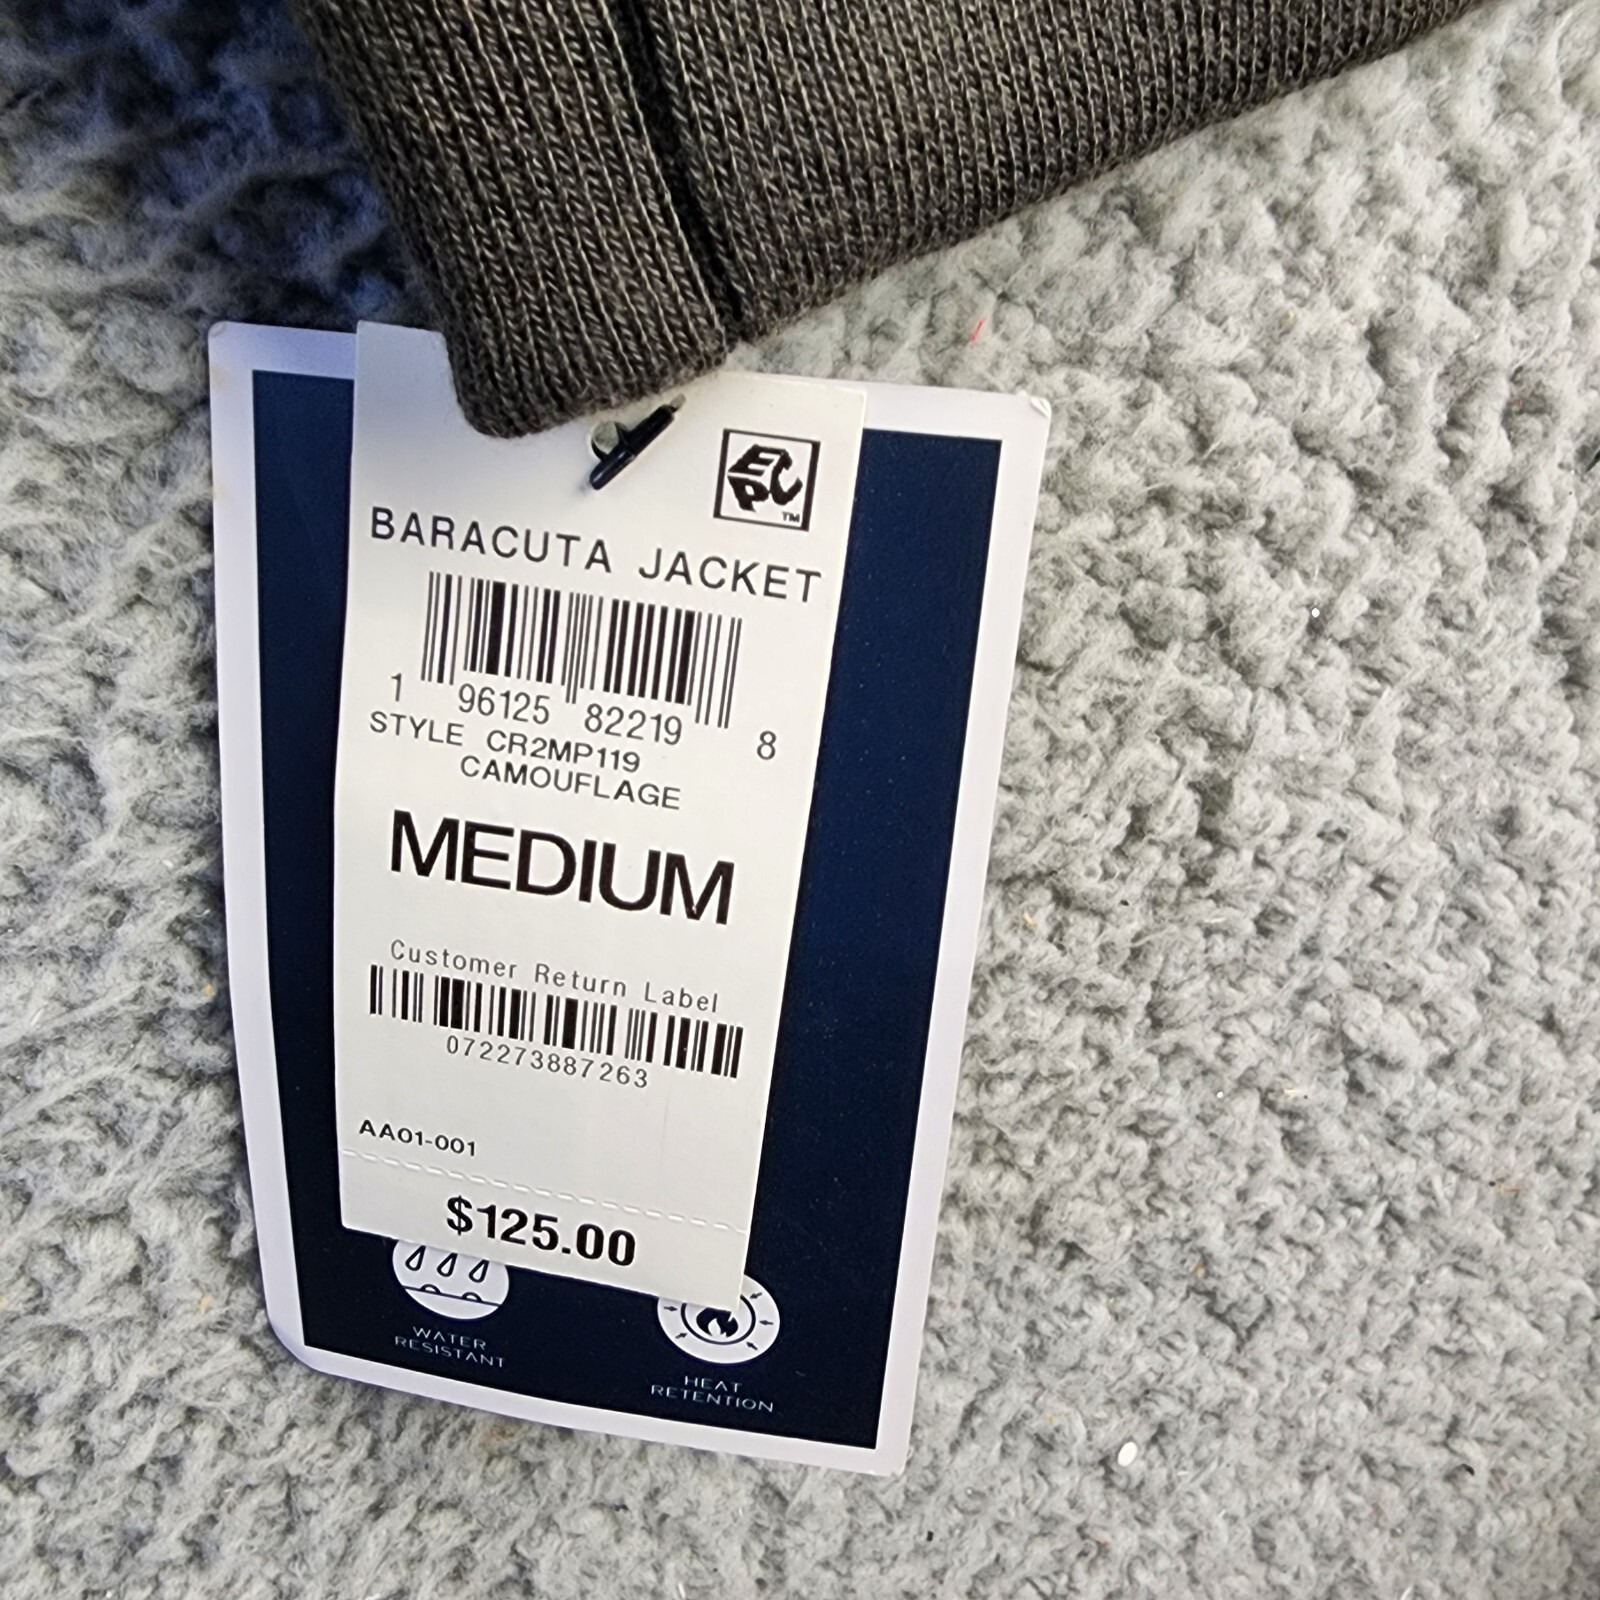 EPCV™
BARACUTA JACKET
1 96125 82219 8
STYLE CR2MP119
CAMOUFLAGE
MEDIUM
Customer Return Label
072273887263
AA01-001
$125.00
WATER
RESISTANT
HEAT
RETENTION